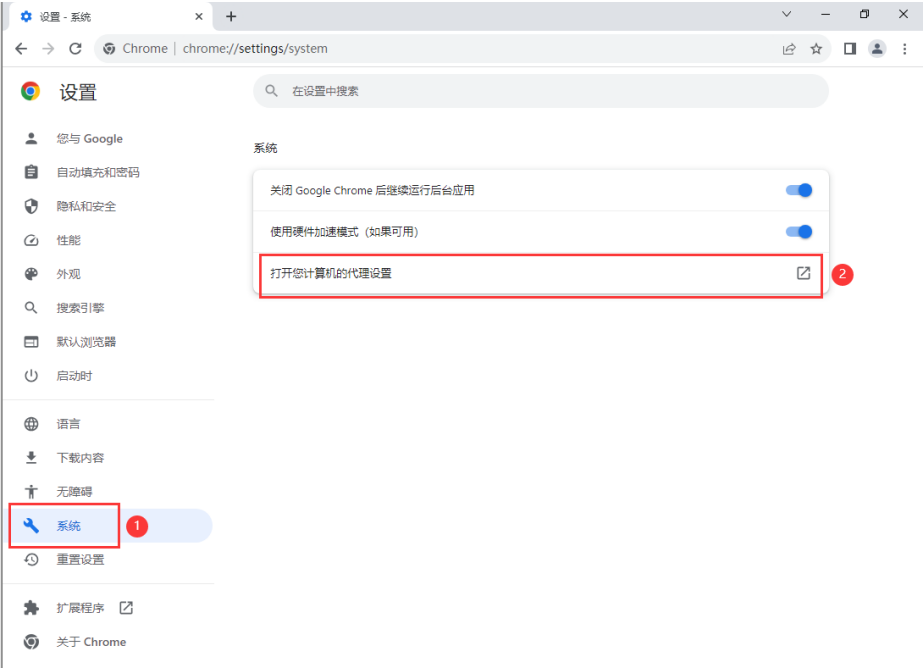 设置 - 系统
Chrome | chrome://settings/system
设置
在设置中搜索
您与 Google
自动填充和密码
隐私和安全
性能
外观
搜索引擎
默认浏览器
启动时
语言
下载内容
无障碍
系统
1
重置设置
扩展程序
关于 Chrome
系统
关闭 Google Chrome 后继续运行后台应用
使用硬件加速模式（如果可用）
打开您计算机的代理设置
2